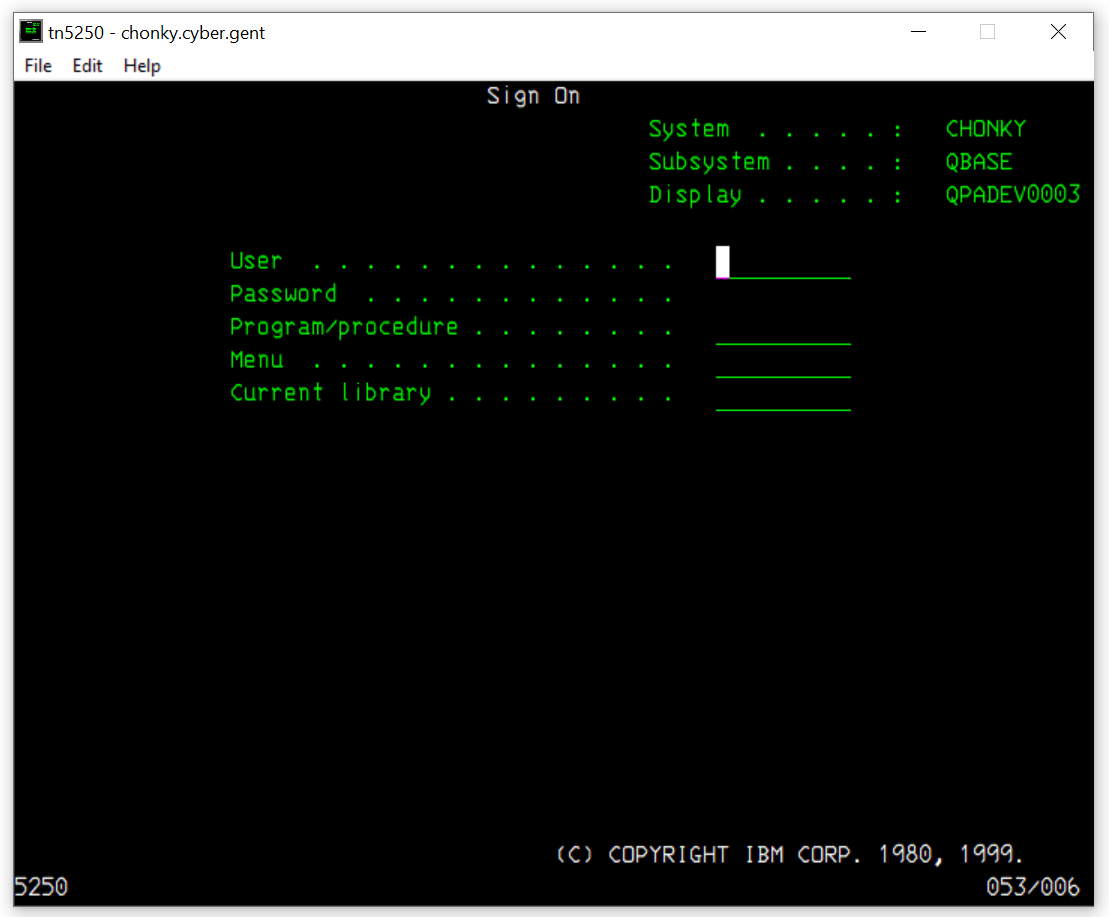 tn5250 - chonky.cyber.gent
File Edit Help
Sign On
System . . . . . : CHONKY
Subsystem . . . . : QBASE
Display . . . . . : QPADEV0003
User . . . . . . . . . . . . . .
Password . . . . . . . . . . . .
Program/procedure . . . . . . . .
Menu . . . . . . . . . . . . . .
Current library . . . . . . . . .
(C) COPYRIGHT IBM CORP. 1980, 1999.
5250 053/006